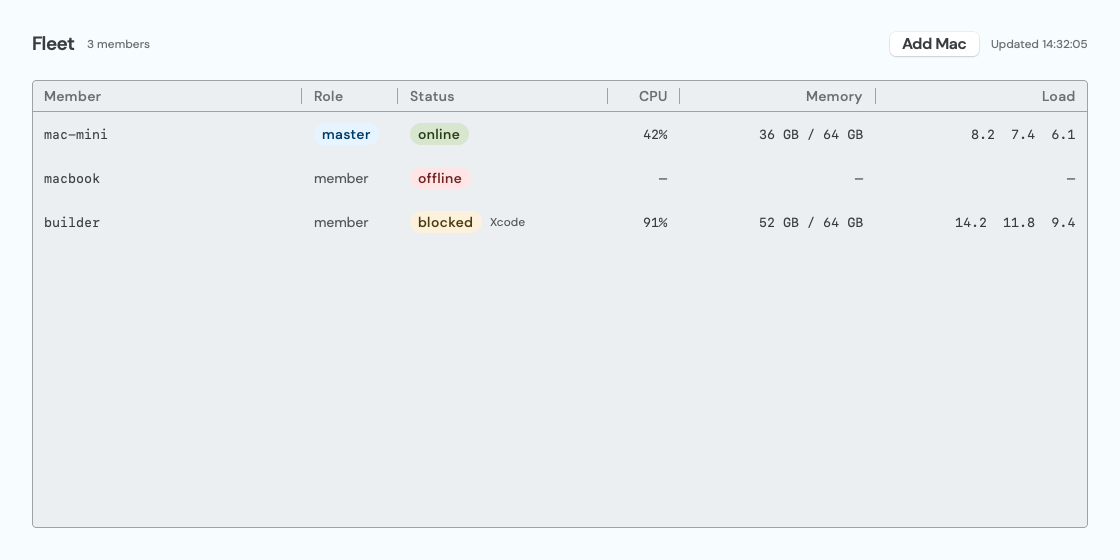 Fleet 3 members Add Mac Updated 14:32:05
Member Role Status CPU Memory Load
mac-mini master online 42% 36 GB / 64 GB 8.2 7.4 6.1
macbook member offline — — —
builder member blocked Xcode 91% 52 GB / 64 GB 14.2 11.8 9.4